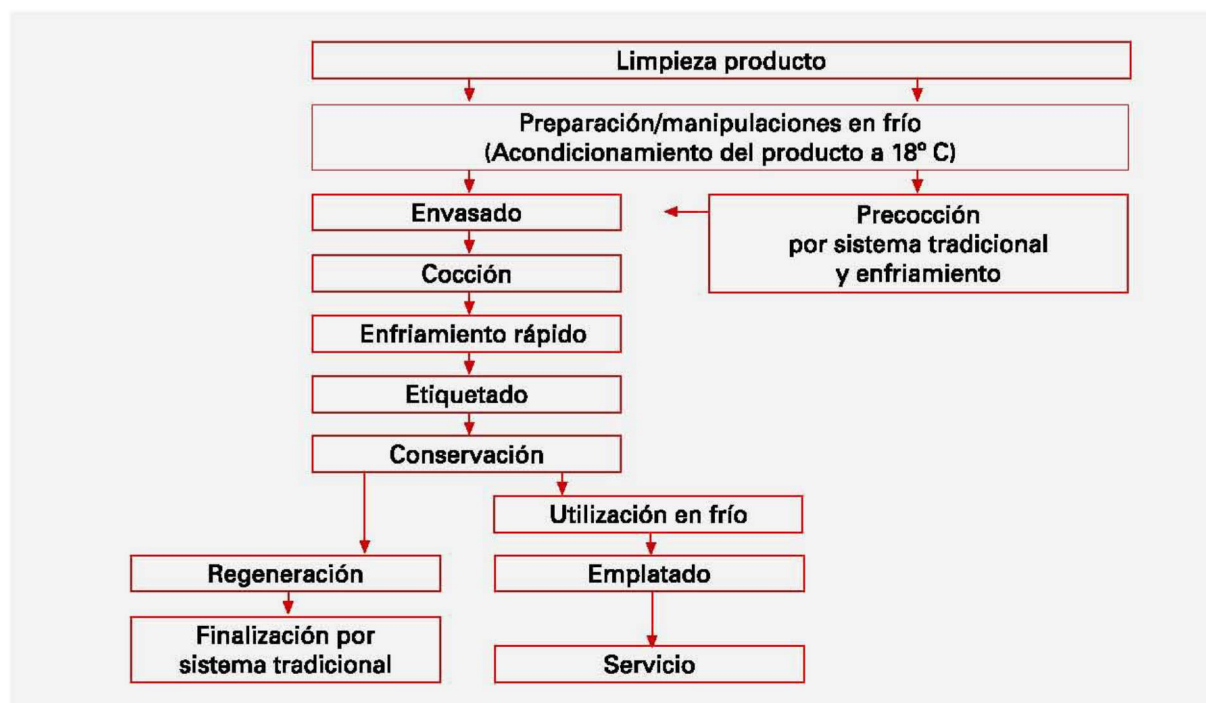 Limpieza producto
Preparación/manipulaciones en frío
(Acondicionamiento del producto a 18º C)
Envasado
Precocción
por sistema tradicional
y enfriamiento
Cocción
Enfriamiento rápido
Etiquetado
Conservación
Utilización en frío
Regeneración
Emplatado
Finalización por
sistema tradicional
Servicio